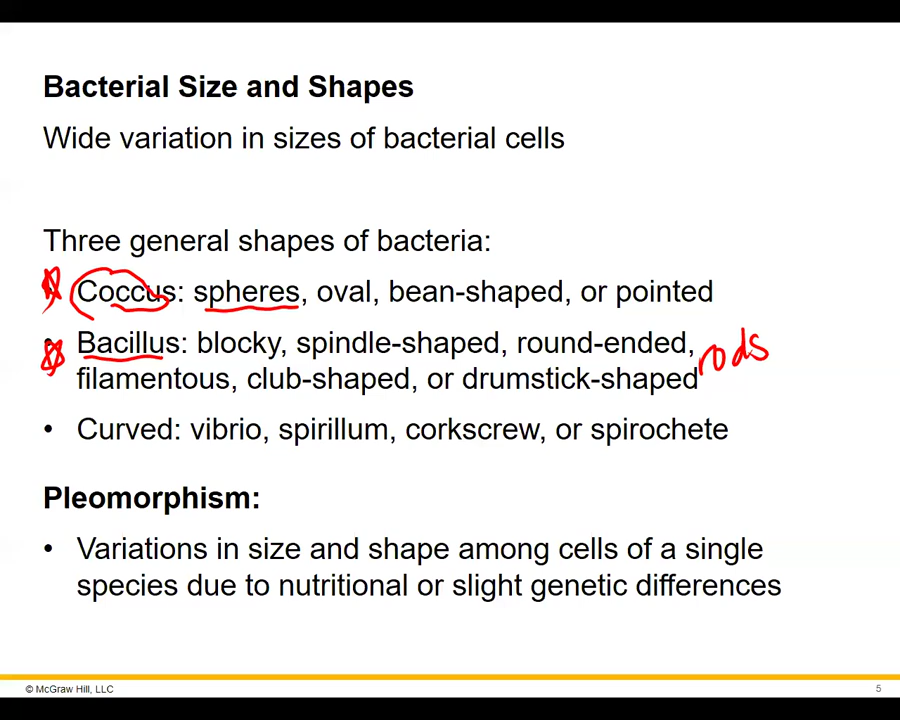 Bacterial Size and Shapes
Wide variation in sizes of bacterial cells
Three general shapes of bacteria:
• Coccus: spheres, oval, bean-shaped, or pointed
• Bacillus: blocky, spindle-shaped, round-ended,
rods
filamentous, club-shaped, or drumstick-shaped
• Curved: vibrio, spirillum, corkscrew, or spirochete
Pleomorphism:
• Variations in size and shape among cells of a single
species due to nutritional or slight genetic differences
© McGraw Hill, LLC
5